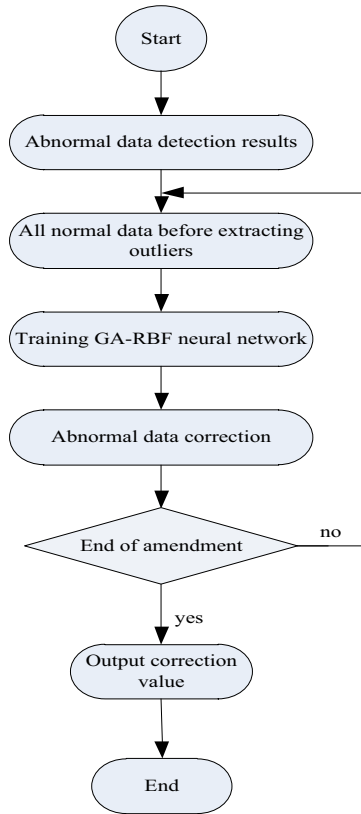 Start
Abnormal data detection results
All normal data before extracting
outliers
Training GA-RBF neural network
Abnormal data correction
End of amendment
no
yes
Output correction
value
End